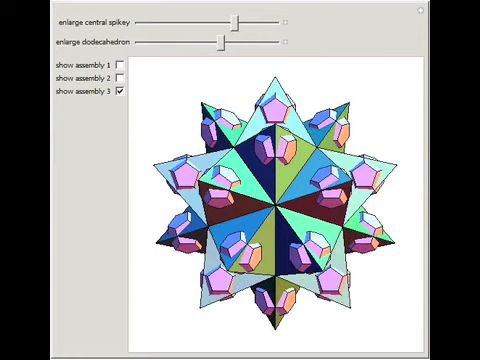 enlarge central spikey
enlarge dodecahedron
show assembly 1
show assembly 2
show assembly 3